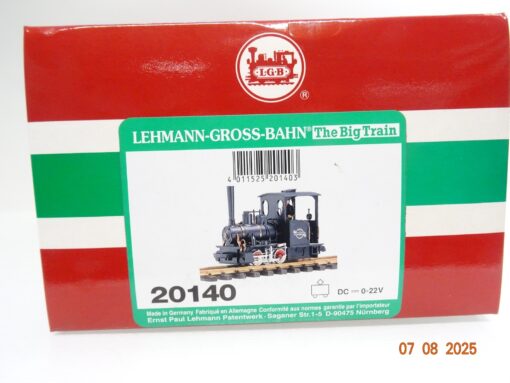 L·G·B
®
LEHMANN-GROSS-BAHN® The Big Train
4 011525 201403
20140
DC ⎓ 0-22V
Made in Germany Fabriqué en Allemagne Conformité aux normes garantie par l'importateur
Ernst Paul Lehmann Patentwerk · Saganer Str.1-5 D-90475 Nürnberg
07 08 2025